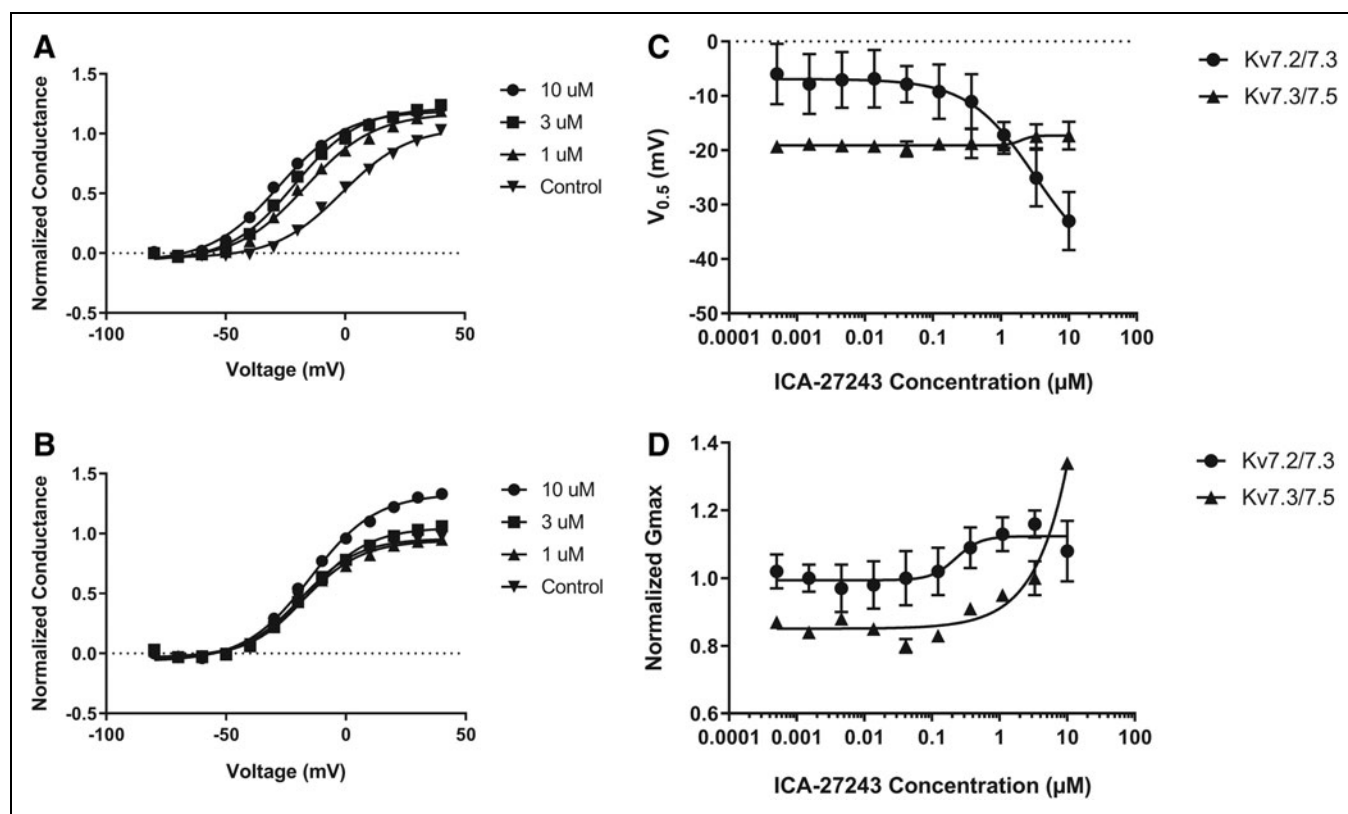 A
Normalized Conductance
1.5
1.0
0.5
0.0
-0.5
-100
-50
0
50
Voltage (mV)
10 uM
3 uM
1 uM
Control
C
V0.5 (mV)
0
-10
-20
-30
-40
-50
0.0001
0.001
0.01
0.1
1
10
100
ICA-27243 Concentration (µM)
Kv7.2/7.3
Kv7.3/7.5
B
Normalized Conductance
1.5
1.0
0.5
0.0
-0.5
-100
-50
0
50
Voltage (mV)
10 uM
3 uM
1 uM
Control
D
Normalized Gmax
1.4
1.2
1.0
0.8
0.6
0.0001
0.001
0.01
0.1
1
10
100
ICA-27243 Concentration (µM)
Kv7.2/7.3
Kv7.3/7.5